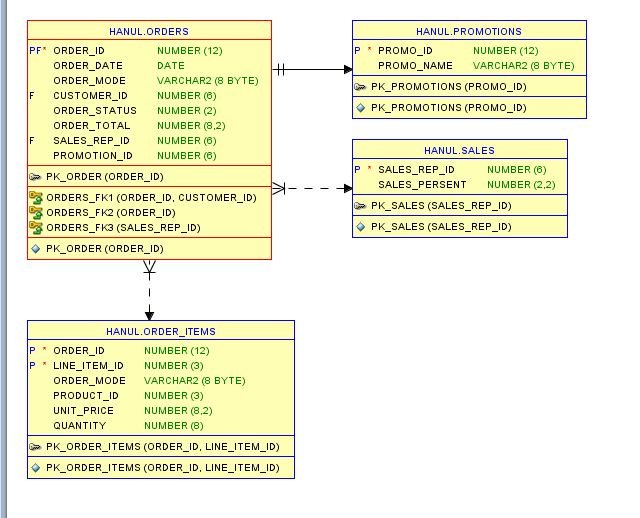 HANUL.ORDERS
PF* ORDER_ID NUMBER (12)
ORDER_DATE DATE
ORDER_MODE VARCHAR2 (8 BYTE)
F CUSTOMER_ID NUMBER (6)
ORDER_STATUS NUMBER (2)
ORDER_TOTAL NUMBER (8,2)
F SALES_REP_ID NUMBER (6)
PROMOTION_ID NUMBER (6)
PK_ORDER (ORDER_ID)
ORDERS_FK1 (ORDER_ID, CUSTOMER_ID)
ORDERS_FK2 (ORDER_ID)
ORDERS_FK3 (SALES_REP_ID)
PK_ORDER (ORDER_ID)
HANUL.PROMOTIONS
P * PROMO_ID NUMBER (12)
PROMO_NAME VARCHAR2 (8 BYTE)
PK_PROMOTIONS (PROMO_ID)
PK_PROMOTIONS (PROMO_ID)
HANUL.SALES
P * SALES_REP_ID NUMBER (6)
SALES_PERSENT NUMBER (2,2)
PK_SALES (SALES_REP_ID)
PK_SALES (SALES_REP_ID)
HANUL.ORDER_ITEMS
P * ORDER_ID NUMBER (12)
P * LINE_ITEM_ID NUMBER (3)
ORDER_MODE VARCHAR2 (8 BYTE)
PRODUCT_ID NUMBER (3)
UNIT_PRICE NUMBER (8,2)
QUANTITY NUMBER (8)
PK_ORDER_ITEMS (ORDER_ID, LINE_ITEM_ID)
PK_ORDER_ITEMS (ORDER_ID, LINE_ITEM_ID)